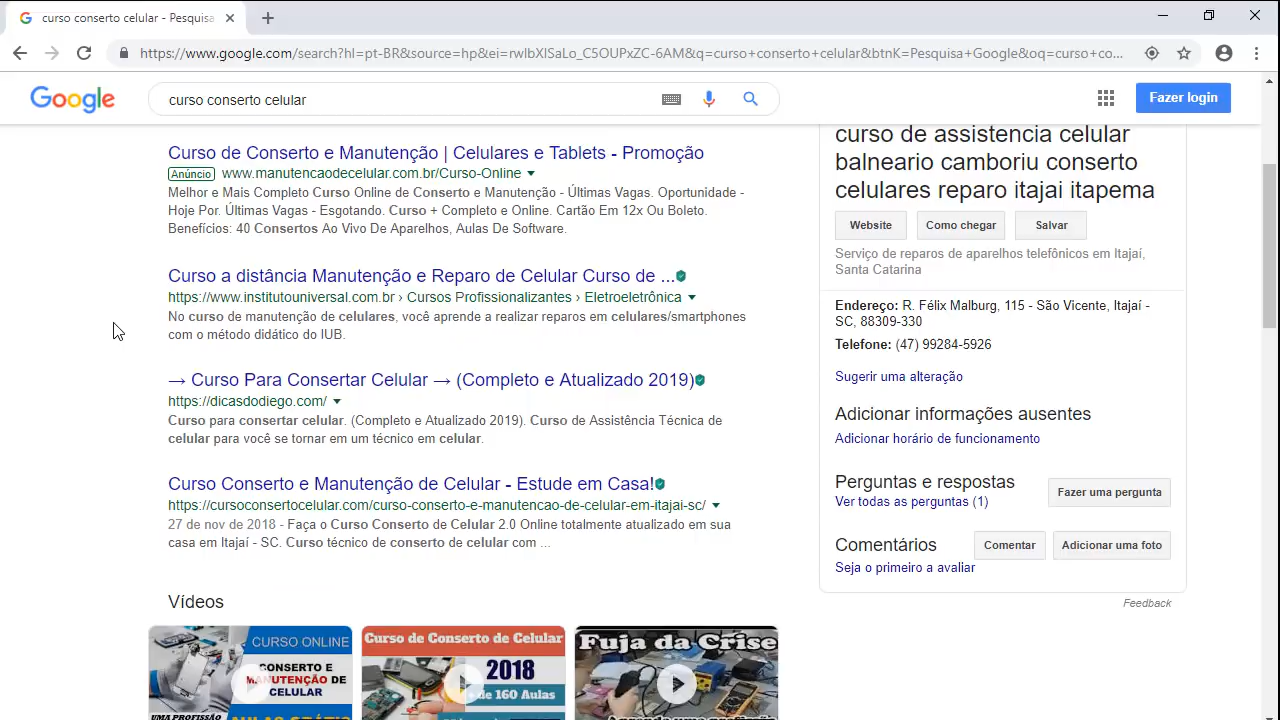 curso conserto celular - Pesquisa
https://www.google.com/search?hl=pt-BR&source=hp&ei=rwlbXISaLo_C5OUPxZC-6AM&q=curso+conserto+celular&btnK=Pesquisa+Google&oq=curso+co...
Google
curso conserto celular
Fazer login
Curso de Conserto e Manutenção | Celulares e Tablets - Promoção
Anúncio www.manutencaodecelular.com.br/Curso-Online
Melhor e Mais Completo Curso Online de Conserto e Manutenção - Últimas Vagas. Oportunidade -
Hoje Por. Últimas Vagas - Esgotando. Curso + Completo e Online. Cartão Em 12x Ou Boleto.
Benefícios: 40 Consertos Ao Vivo De Aparelhos, Aulas De Software.
Curso a distância Manutenção e Reparo de Celular Curso de ...
https://www.institutouniversal.com.br › Cursos Profissionalizantes › Eletroeletrônica
No curso de manutenção de celulares, você aprende a realizar reparos em celulares/smartphones
com o método didático do IUB.
→ Curso Para Consertar Celular → (Completo e Atualizado 2019)
https://dicasdodiego.com/
Curso para consertar celular. (Completo e Atualizado 2019). Curso de Assistência Técnica de
celular para você se tornar em um técnico em celular.
Curso Conserto e Manutenção de Celular - Estude em Casa!
https://cursoconsertocelular.com/curso-conserto-e-manutencao-de-celular-em-itajai-sc/
27 de nov de 2018 - Faça o Curso Conserto de Celular 2.0 Online totalmente atualizado em sua
casa em Itajaí - SC. Curso técnico de conserto de celular com ...
Vídeos
CURSO ONLINE
CONSERTO E
MANUTENÇÃO DE
CELULAR
UMA PROFISSÃO
AULAS GRÁTIS
Curso de Conserto de Celular
2018
+ de 160 Aulas
Fuja da Crise
Aprenda uma profissão
curso de assistencia celular
balneario camboriu conserto
celulares reparo itajai itapema
Website
Como chegar
Salvar
Serviço de reparos de aparelhos telefônicos em Itajaí,
Santa Catarina
Endereço: R. Félix Malburg, 115 - São Vicente, Itajaí -
SC, 88309-330
Telefone: (47) 99284-5926
Sugerir uma alteração
Adicionar informações ausentes
Adicionar horário de funcionamento
Perguntas e respostas
Ver todas as perguntas (1)
Fazer uma pergunta
Comentários
Seja o primeiro a avaliar
Comentar
Adicionar uma foto
Feedback